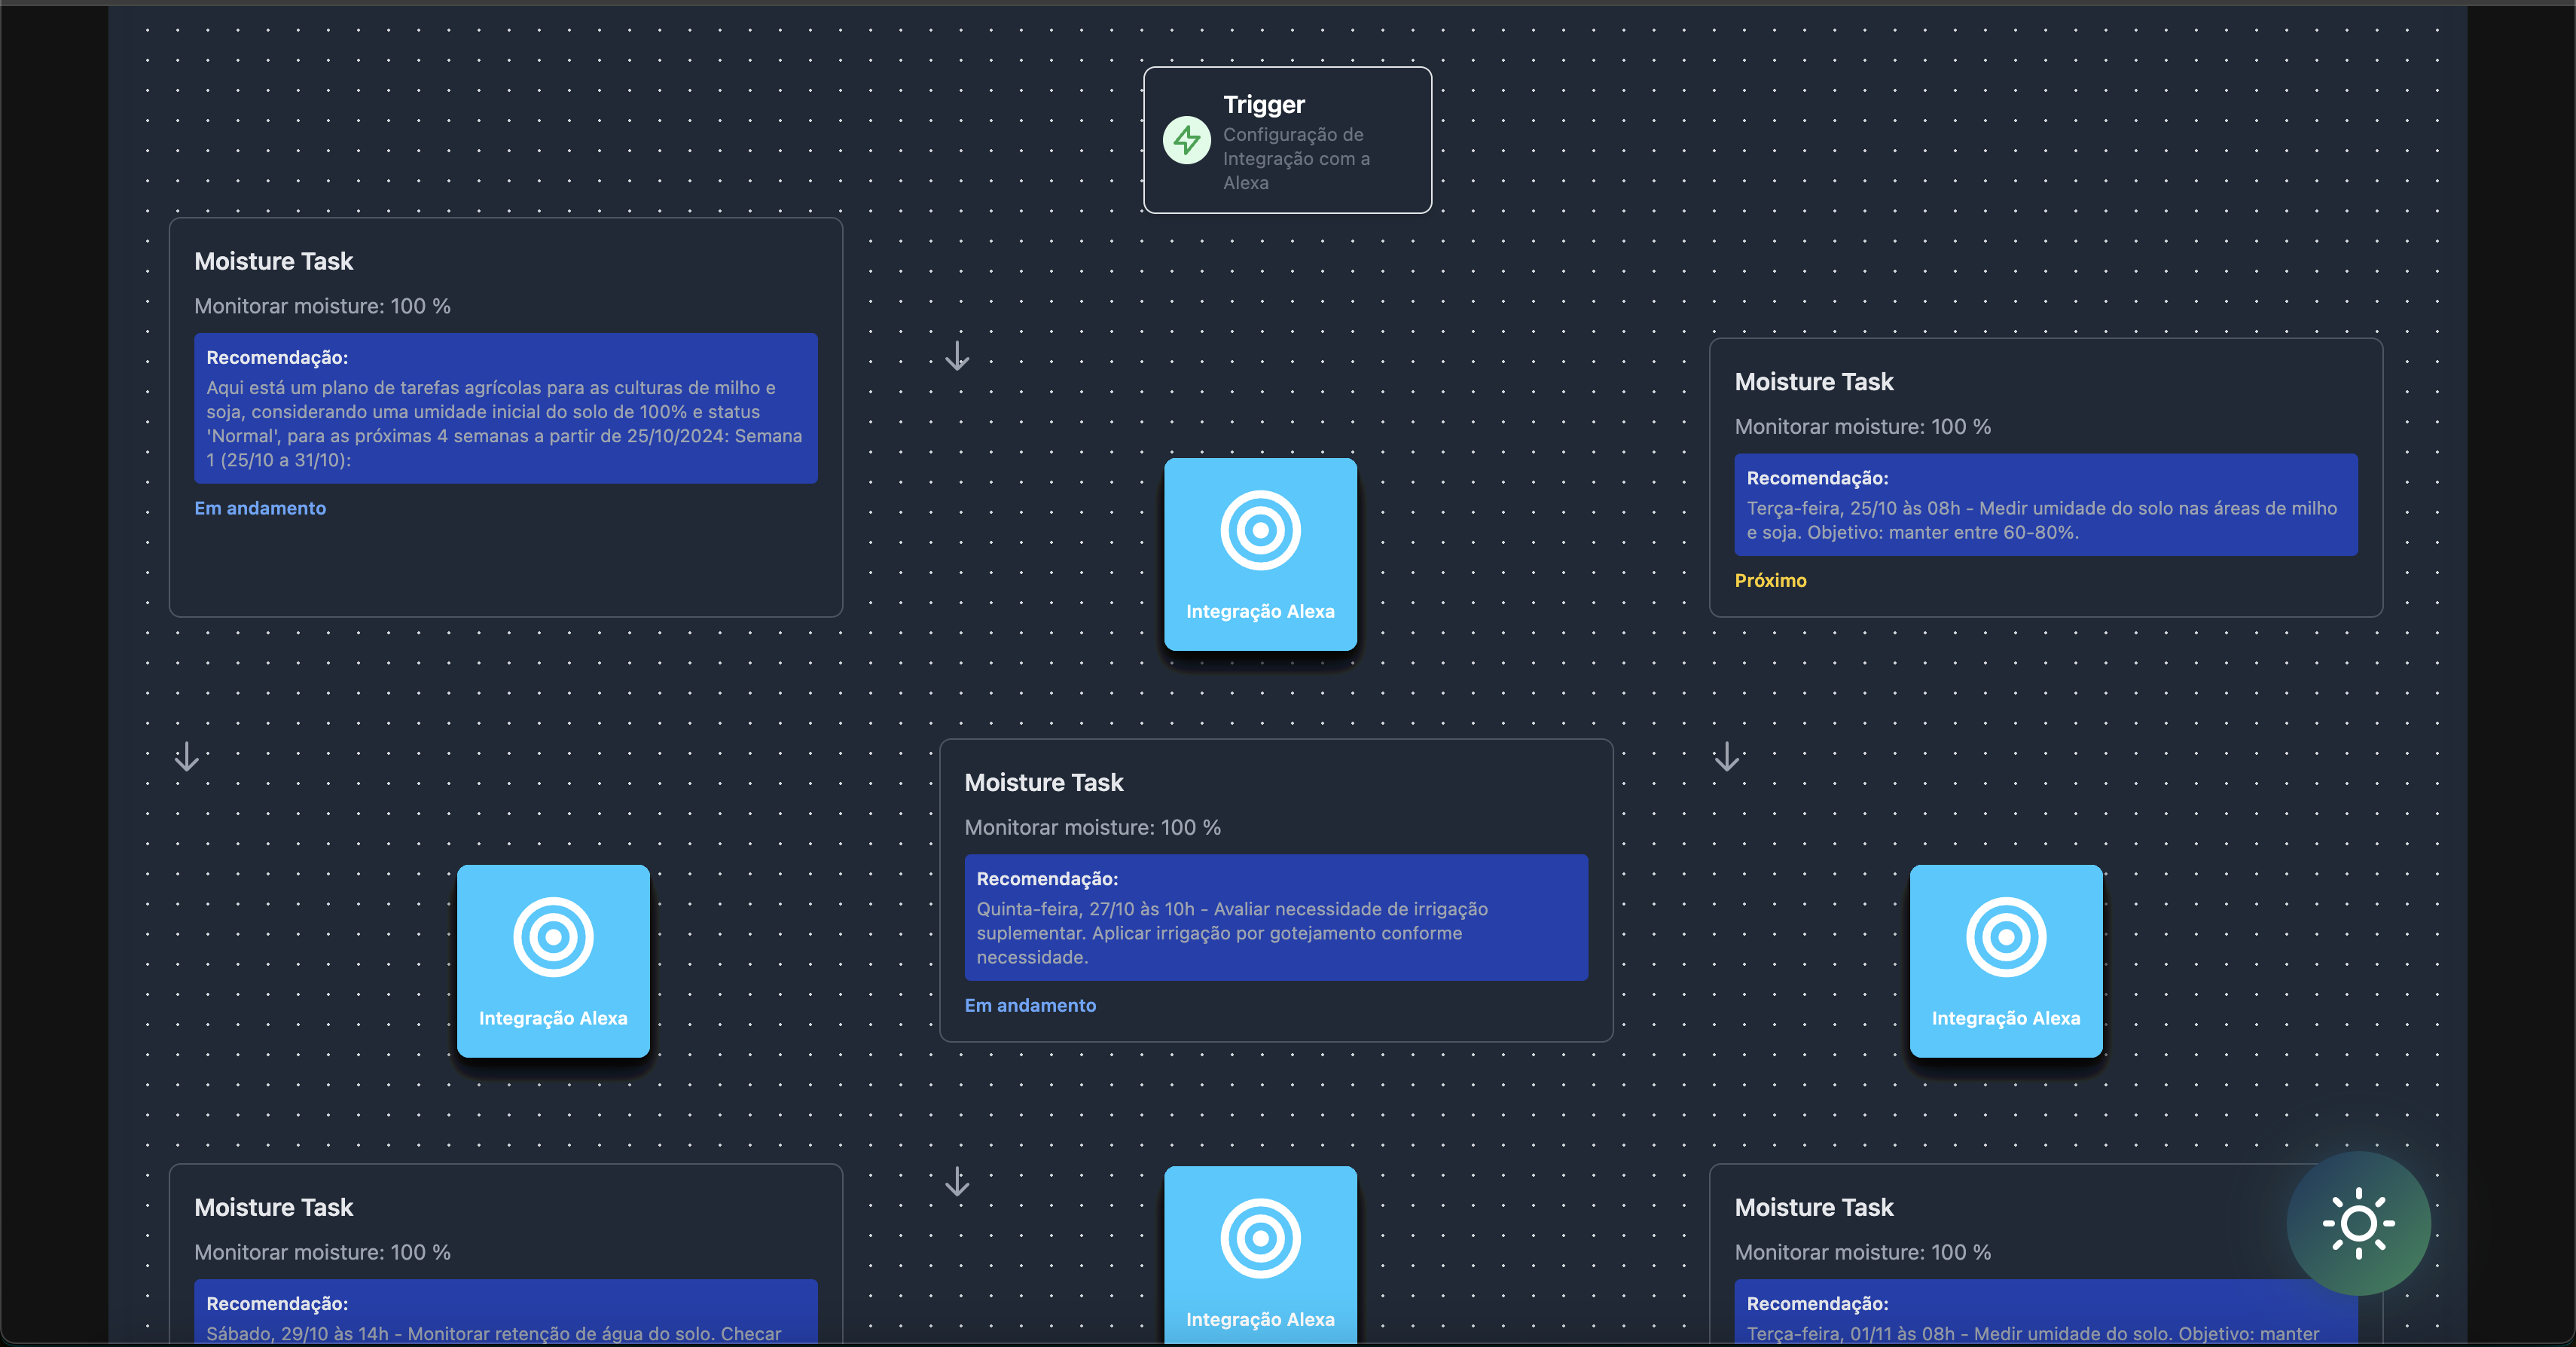 Trigger
Configuração de
Integração com a
Alexa
Moisture Task
Monitorar moisture: 100 %
Recomendação:
Aqui está um plano de tarefas agrícolas para as culturas de milho e
soja, considerando uma umidade inicial do solo de 100% e status
'Normal', para as próximas 4 semanas a partir de 25/10/2024: Semana
1 (25/10 a 31/10):
Em andamento
Integração Alexa
Moisture Task
Monitorar moisture: 100 %
Recomendação:
Terça-feira, 25/10 às 08h - Medir umidade do solo nas áreas de milho
e soja. Objetivo: manter entre 60-80%.
Próximo
Integração Alexa
Moisture Task
Monitorar moisture: 100 %
Recomendação:
Quinta-feira, 27/10 às 10h - Avaliar necessidade de irrigação
suplementar. Aplicar irrigação por gotejamento conforme
necessidade.
Em andamento
Integração Alexa
Moisture Task
Monitorar moisture: 100 %
Recomendação:
Sábado, 29/10 às 14h - Monitorar retenção de água do solo. Checar
Integração Alexa
Moisture Task
Monitorar moisture: 100 %
Recomendação:
Terça-feira, 01/11 às 08h - Medir umidade do solo. Objetivo: manter